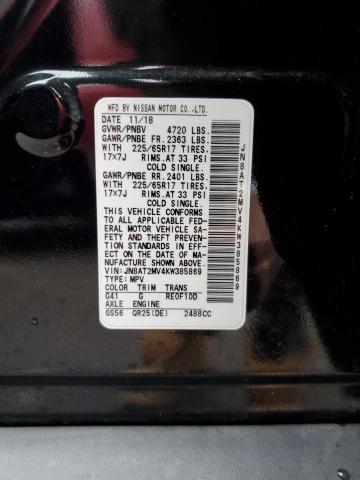 MFD BY NISSAN MOTOR CO.,LTD.
DATE 11/18
GVWR/PNBV 4720 LBS.
GAWR/PNBE FR. 2363 LBS.
WITH 225/65R17 TIRES,
17×7J RIMS.AT 33 PSI
COLD SINGLE.
GAWR/PNBE RR. 2401 LBS.
WITH 225/65R17 TIRES,
17×7J RIMS.AT 33 PSI
COLD SINGLE.
THIS VEHICLE CONFORMS
TO ALL APPLICABLE FED-
ERAL MOTOR VEHICLE SA-
FETY AND THEFT PREVEN-
TION STANDARDS IN EFF-
ECT ON THE DATE OF MA-
NUFACTURE SHOWN ABOVE.
VIN: JN8AT2MV4KW385869
TYPE: MPV
COLOR TRIM TRANS
G41 G RE0F10D
AXLE ENGINE
GS56 QR25(DE) 2488CC
JN8AT2MV4KW385869